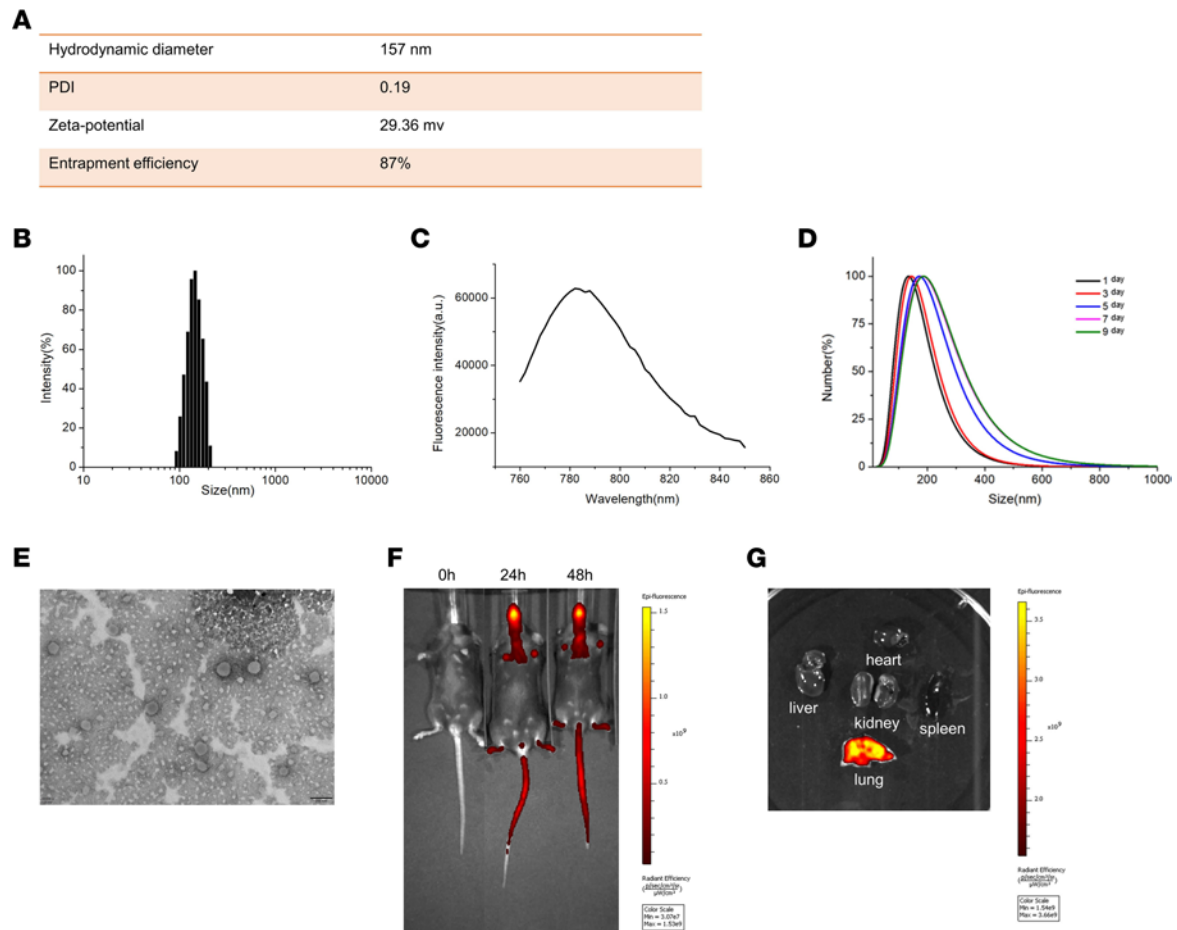 A
Hydrodynamic diameter 157 nm
PDI 0.19
Zeta-potential 29.36 mv
Entrapment efficiency 87%
B
100
80
60
40
20
0
Intensity(%)
10 100 1000 10000
Size(nm)
C
60000
40000
20000
Fluorescence intensity(a.u.)
760 780 800 820 840 860
Wavelength(nm)
D
100
75
50
25
0
Number(%)
200 400 600 800 1000
Size(nm)
1 day
3 day
5 day
7 day
9 day
E
F
0h 24h 48h
Epi-fluorescence
1.5
1.0
x10⁹
0.5
Radiant Efficiency
Color Scale
Min = 3.07e7
Max = 1.53e9
G
heart
liver
kidney
spleen
lung
Epi-fluorescence
3.5
3.0
x10⁹
2.5
2.0
Radiant Efficiency
Color Scale
Min = 1.54e9
Max = 3.66e9